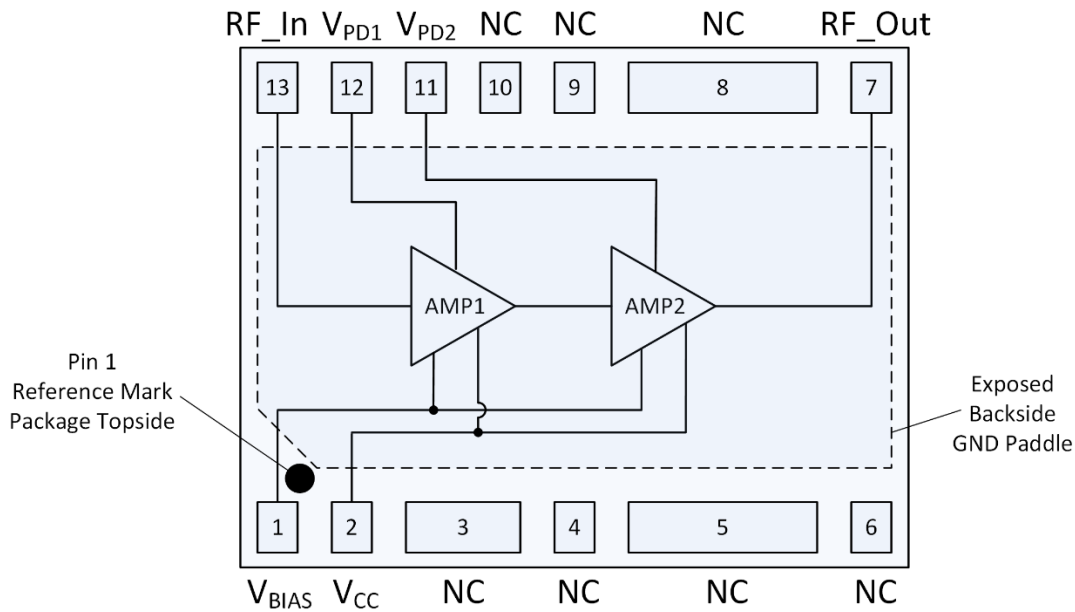 RF_In VPD1 VPD2 NC NC NC RF_Out
13 12 11 10 9 8 7
AMP1 AMP2
Pin 1
Reference Mark
Package Topside
Exposed
Backside
GND Paddle
1 2 3 4 5 6
VBIAS VCC NC NC NC NC